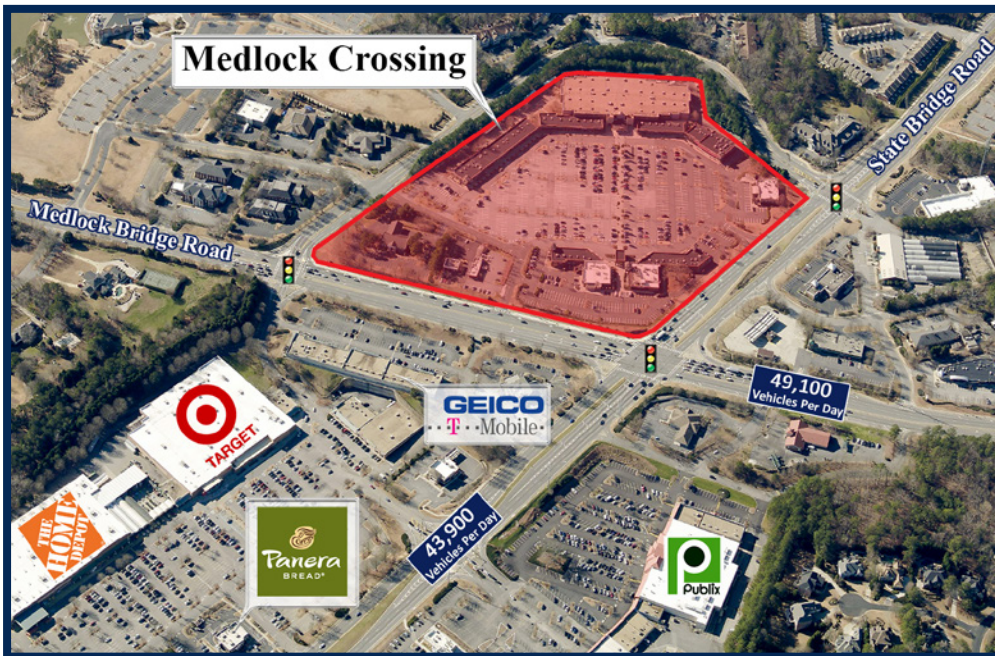 Medlock Crossing
State Bridge Road
Medlock Bridge Road
49,100
Vehicles Per Day
GEICO
T Mobile
TARGET
THE
HOME
DEPOT
Panera
BREAD®
43,900
Vehicles Per Day
P
Publix